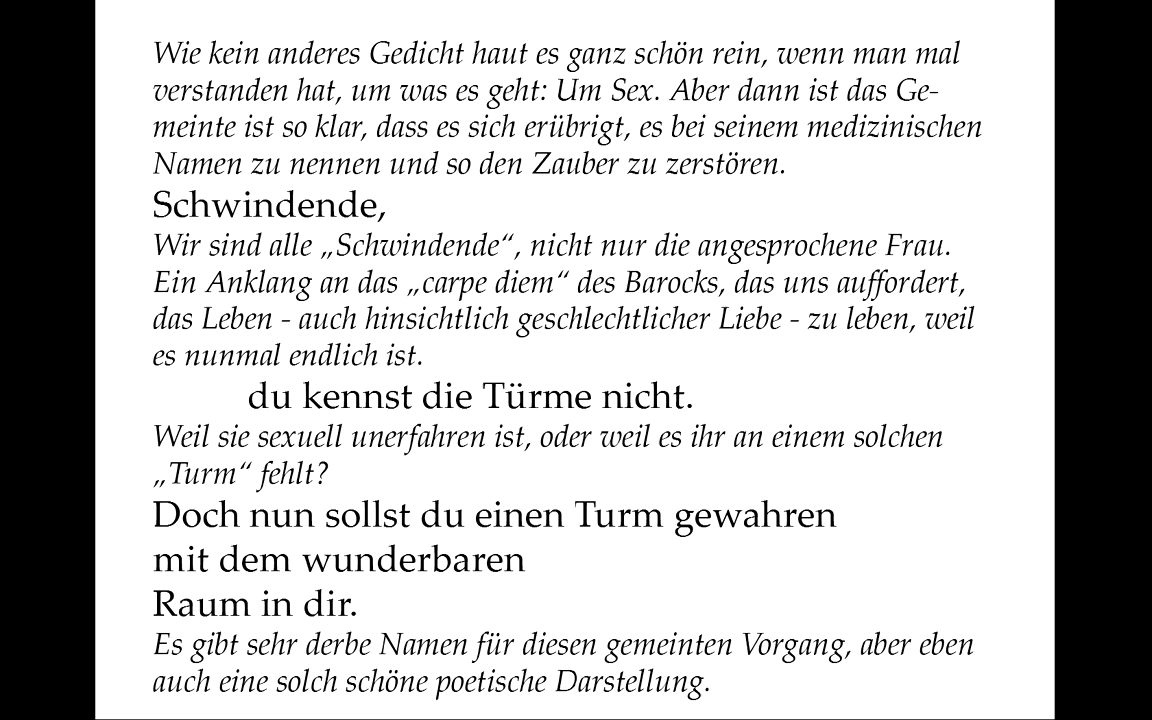 Wie kein anderes Gedicht haut es ganz schön rein, wenn man mal
verstanden hat, um was es geht: Um Sex. Aber dann ist das Ge-
meinte ist so klar, dass es sich erübrigt, es bei seinem medizinischen
Namen zu nennen und so den Zauber zu zerstören.
Schwindende,
Wir sind alle „Schwindende“, nicht nur die angesprochene Frau.
Ein Anklang an das „carpe diem“ des Barocks, das uns auffordert,
das Leben - auch hinsichtlich geschlechtlicher Liebe - zu leben, weil
es nunmal endlich ist.
du kennst die Türme nicht.
Weil sie sexuell unerfahren ist, oder weil es ihr an einem solchen
„Turm“ fehlt?
Doch nun sollst du einen Turm gewahren
mit dem wunderbaren
Raum in dir.
Es gibt sehr derbe Namen für diesen gemeinten Vorgang, aber eben
auch eine solch schöne poetische Darstellung.